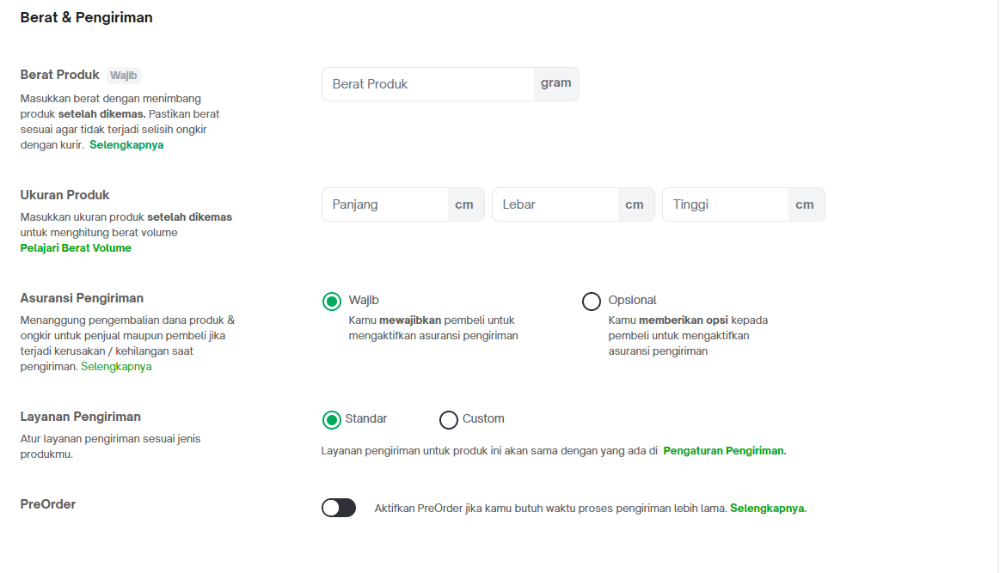 Berat & Pengiriman
Berat Produk Wajib
Masukkan berat dengan menimbang
produk setelah dikemas. Pastikan berat
sesuai agar tidak terjadi selisih ongkir
dengan kurir. Selengkapnya
Berat Produk gram
Ukuran Produk
Masukkan ukuran produk setelah dikemas
untuk menghitung berat volume
Pelajari Berat Volume
Panjang cm Lebar cm Tinggi cm
Asuransi Pengiriman
Menanggung pengembalian dana produk &
ongkir untuk penjual maupun pembeli jika
terjadi kerusakan / kehilangan saat
pengiriman. Selengkapnya
Wajib
Kamu mewajibkan pembeli untuk
mengaktifkan asuransi pengiriman
Opsional
Kamu memberikan opsi kepada
pembeli untuk mengaktifkan
asuransi pengiriman
Layanan Pengiriman
Atur layanan pengiriman sesuai jenis
produkmu.
Standar Custom
Layanan pengiriman untuk produk ini akan sama dengan yang ada di Pengaturan Pengiriman.
PreOrder
Aktifkan PreOrder jika kamu butuh waktu proses pengiriman lebih lama. Selengkapnya.